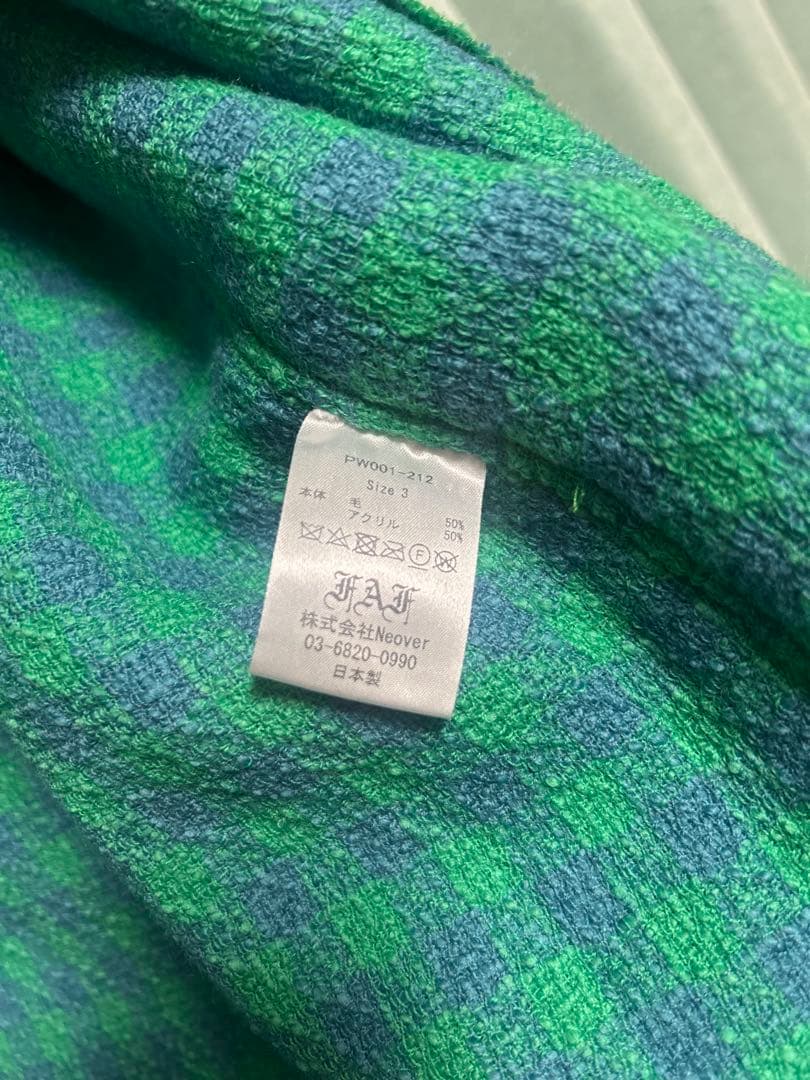 PW001-212
Size 3
本体 毛 50%
アクリル 50%
F W
FAF
株式会社Neover
03-6820-0990
日本製